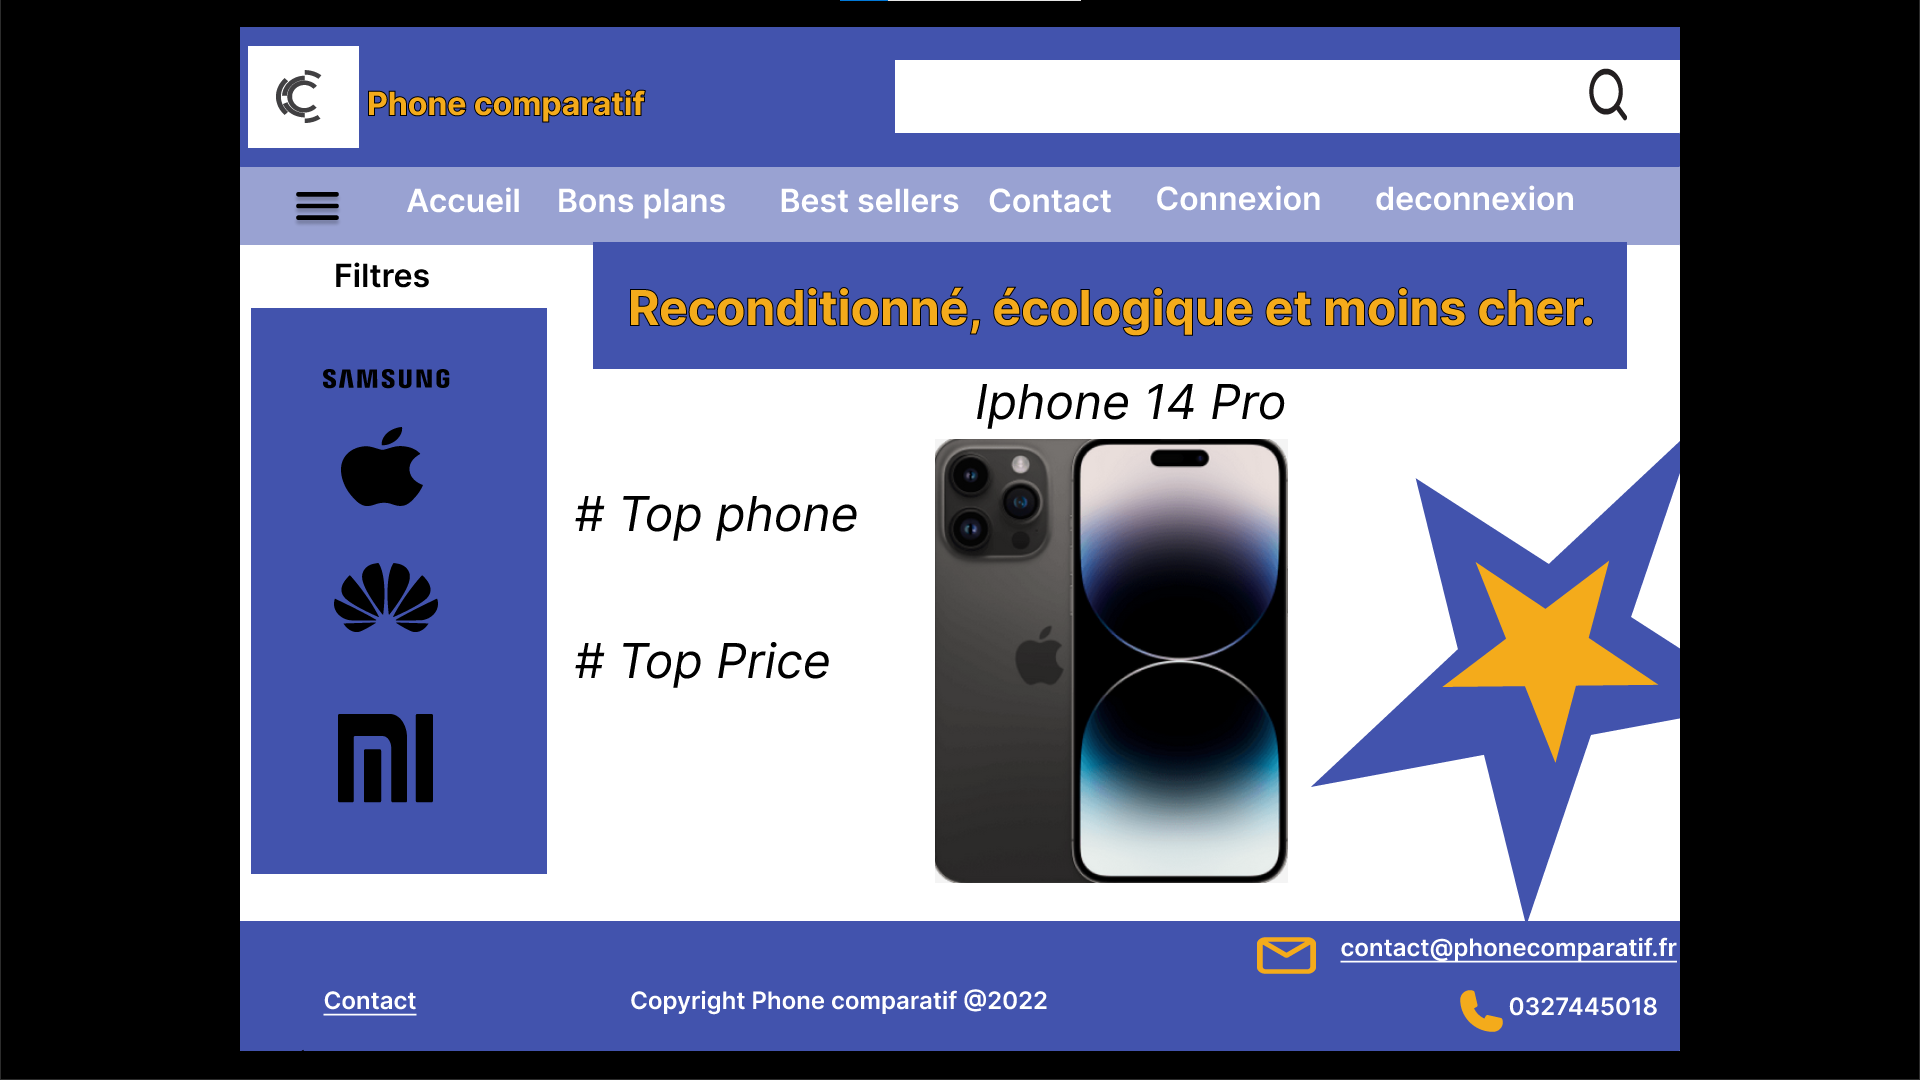 Phone comparatif
Accueil Bons plans Best sellers Contact Connexion deconnexion
Filtres
Reconditionné, écologique et moins cher.
SAMSUNG
Iphone 14 Pro
# Top phone
# Top Price
MI
contact@phonecomparatif.fr
Contact
Copyright Phone comparatif @2022
0327445018